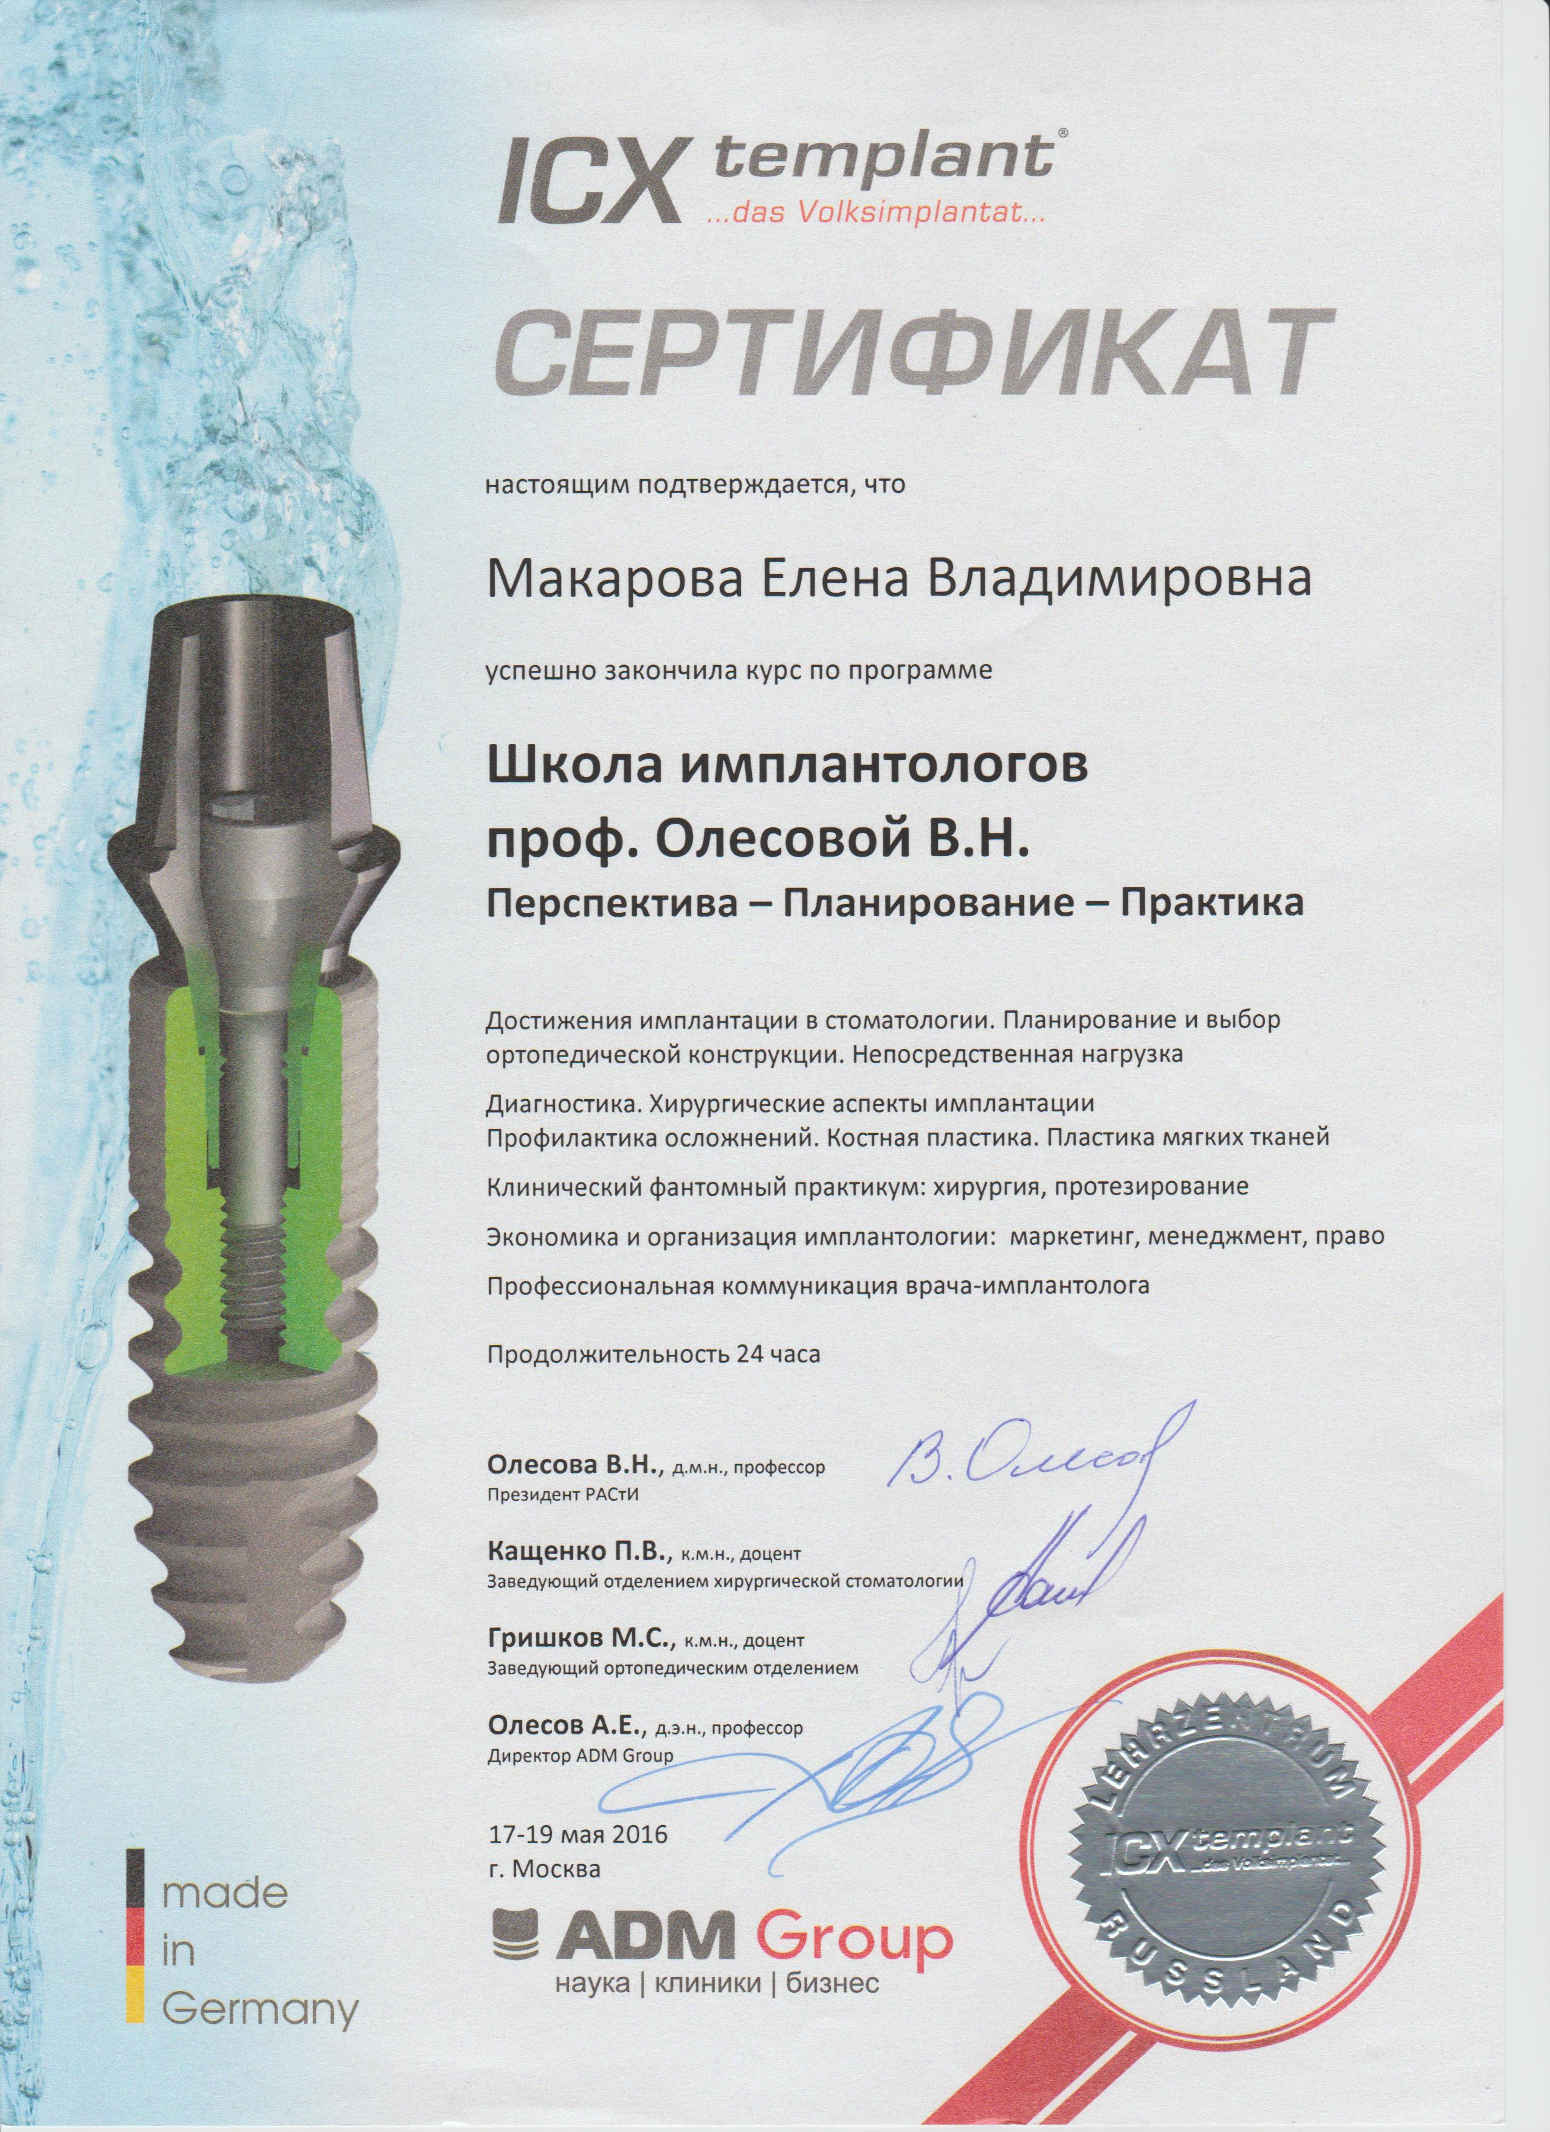 ICX templant®
...das Volksimplantat...
СЕРТИФИКАТ
настоящим подтверждается, что
Макарова Елена Владимировна
успешно закончила курс по программе
Школа имплантологов
проф. Олесовой В.Н.
Перспектива – Планирование – Практика
Достижения имплантации в стоматологии. Планирование и выбор
ортопедической конструкции. Непосредственная нагрузка
Диагностика. Хирургические аспекты имплантации
Профилактика осложнений. Костная пластика. Пластика мягких тканей
Клинический фантомный практикум: хирургия, протезирование
Экономика и организация имплантологии: маркетинг, менеджмент, право
Профессиональная коммуникация врача-имплантолога
Продолжительность 24 часа
Олесова В.Н., д.м.н., профессор
Президент РАСтИ
В. Олесов
Кащенко П.В., к.м.н., доцент
Заведующий отделением хирургической стоматологии
Гришков М.С., к.м.н., доцент
Заведующий ортопедическим отделением
Олесов А.Е., д.э.н., профессор
Директор ADM Group
17-19 мая 2016
г. Москва
ADM Group
наука | клиники | бизнес
made
in
Germany
LEHRZENTRUM
ICX templant
...das Volksimplantat...
RUSSLAND